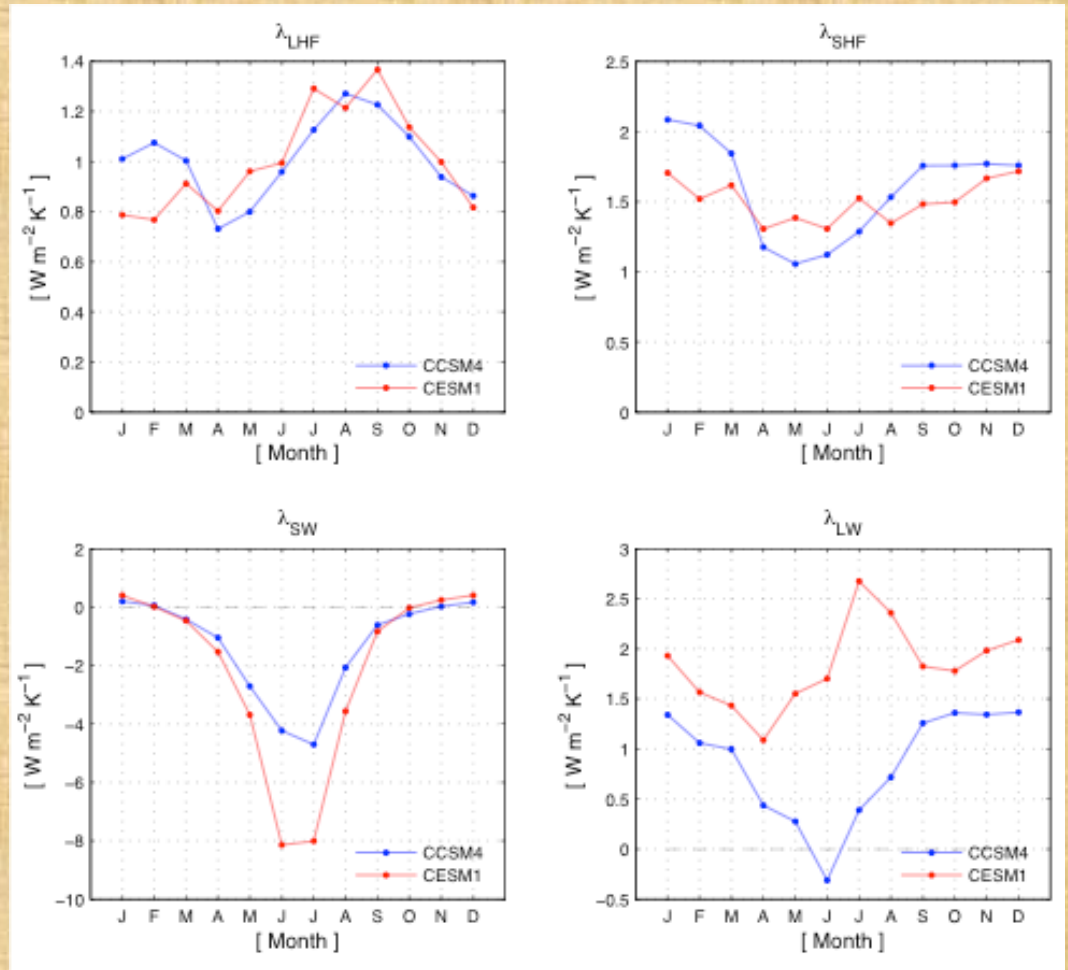 λLHF
1.4
1.2
1
0.8
0.6
0.4
0.2
0
[ W m−2 K−1 ]
CCSM4
CESM1
J F M A M J J A S O N D
[ Month ]
λSHF
2.5
2
1.5
1
0.5
0
[ W m−2 K−1 ]
CCSM4
CESM1
J F M A M J J A S O N D
[ Month ]
λSW
2
0
−2
−4
−6
−8
−10
[ W m−2 K−1 ]
CCSM4
CESM1
J F M A M J J A S O N D
[ Month ]
λLW
3
2.5
2
1.5
1
0.5
0
−0.5
[ W m−2 K−1 ]
CCSM4
CESM1
J F M A M J J A S O N D
[ Month ]